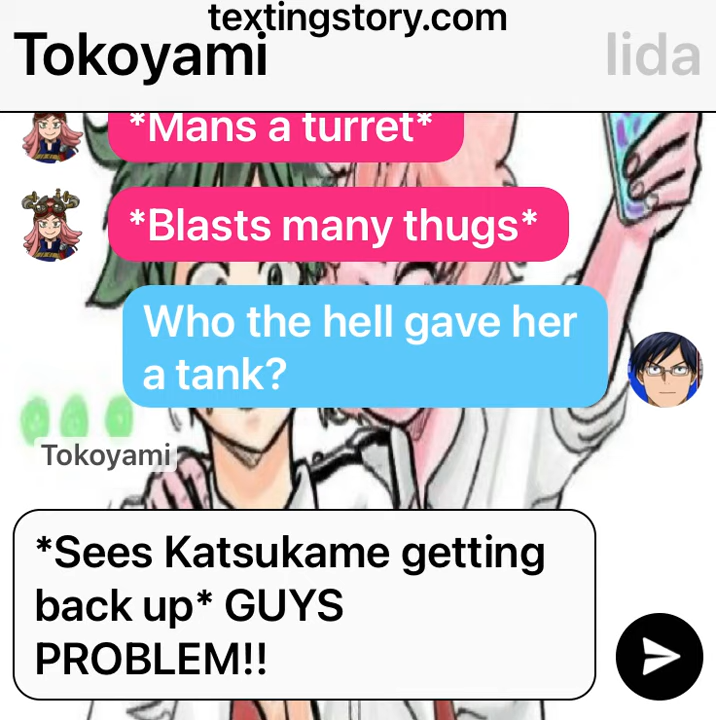 textingstory.com
Tokoyami
Iida
*Mans a turret*
*Blasts many thugs*
Who the hell gave her
a tank?
Tokoyami
*Sees Katsukame getting
back up* GUYS
PROBLEM!!